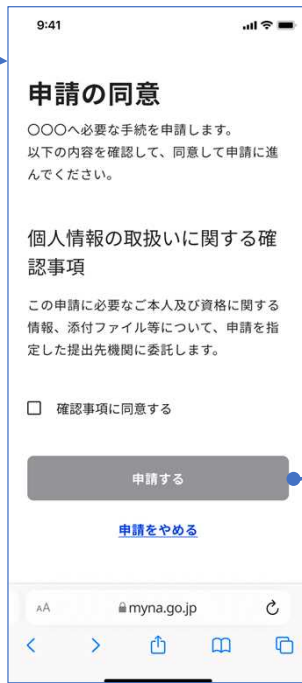 9:41
申請の同意
〇〇〇へ必要な手続を申請します。
以下の内容を確認して、同意して申請に進
んでください。
個人情報の取扱いに関する確
認事項
この申請に必要なご本人及び資格に関する
情報、添付ファイル等について、申請を指
定した提出先機関に委託します。
確認事項に同意する
申請する
申請をやめる
AA myna.go.jp